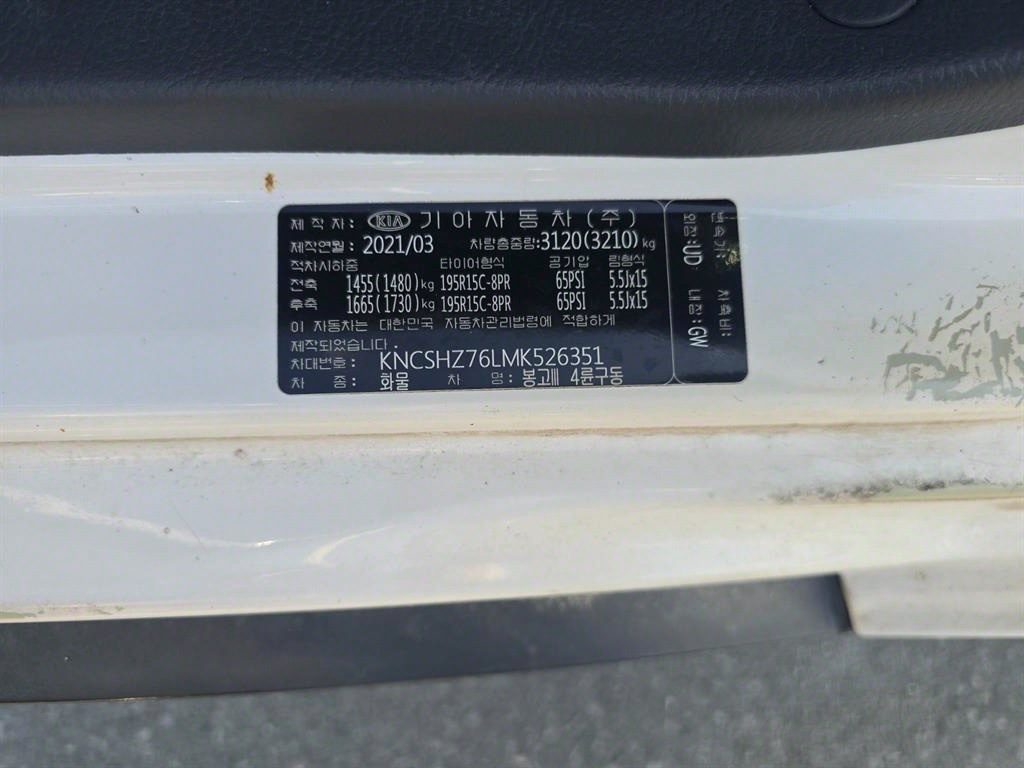 제작자: KIA 기아자동차(주)
제작연월: 2021/03 차량총중량:3120(3210)kg
적차시하중 타이어형식 공기압 림형식
전축 1455(1480)kg 195R15C-8PR 65PSI 5.5Jx15
후축 1665(1730)kg 195R15C-8PR 65PSI 5.5Jx15
이 자동차는 대한민국 자동차관리법령에 적합하게
제작되었습니다.
차대번호: KNCSHZ76LMK526351
차종: 화물 차명: 봉고Ⅲ 4륜구동
변속기: 차축비:
외장:UD 내장:GW